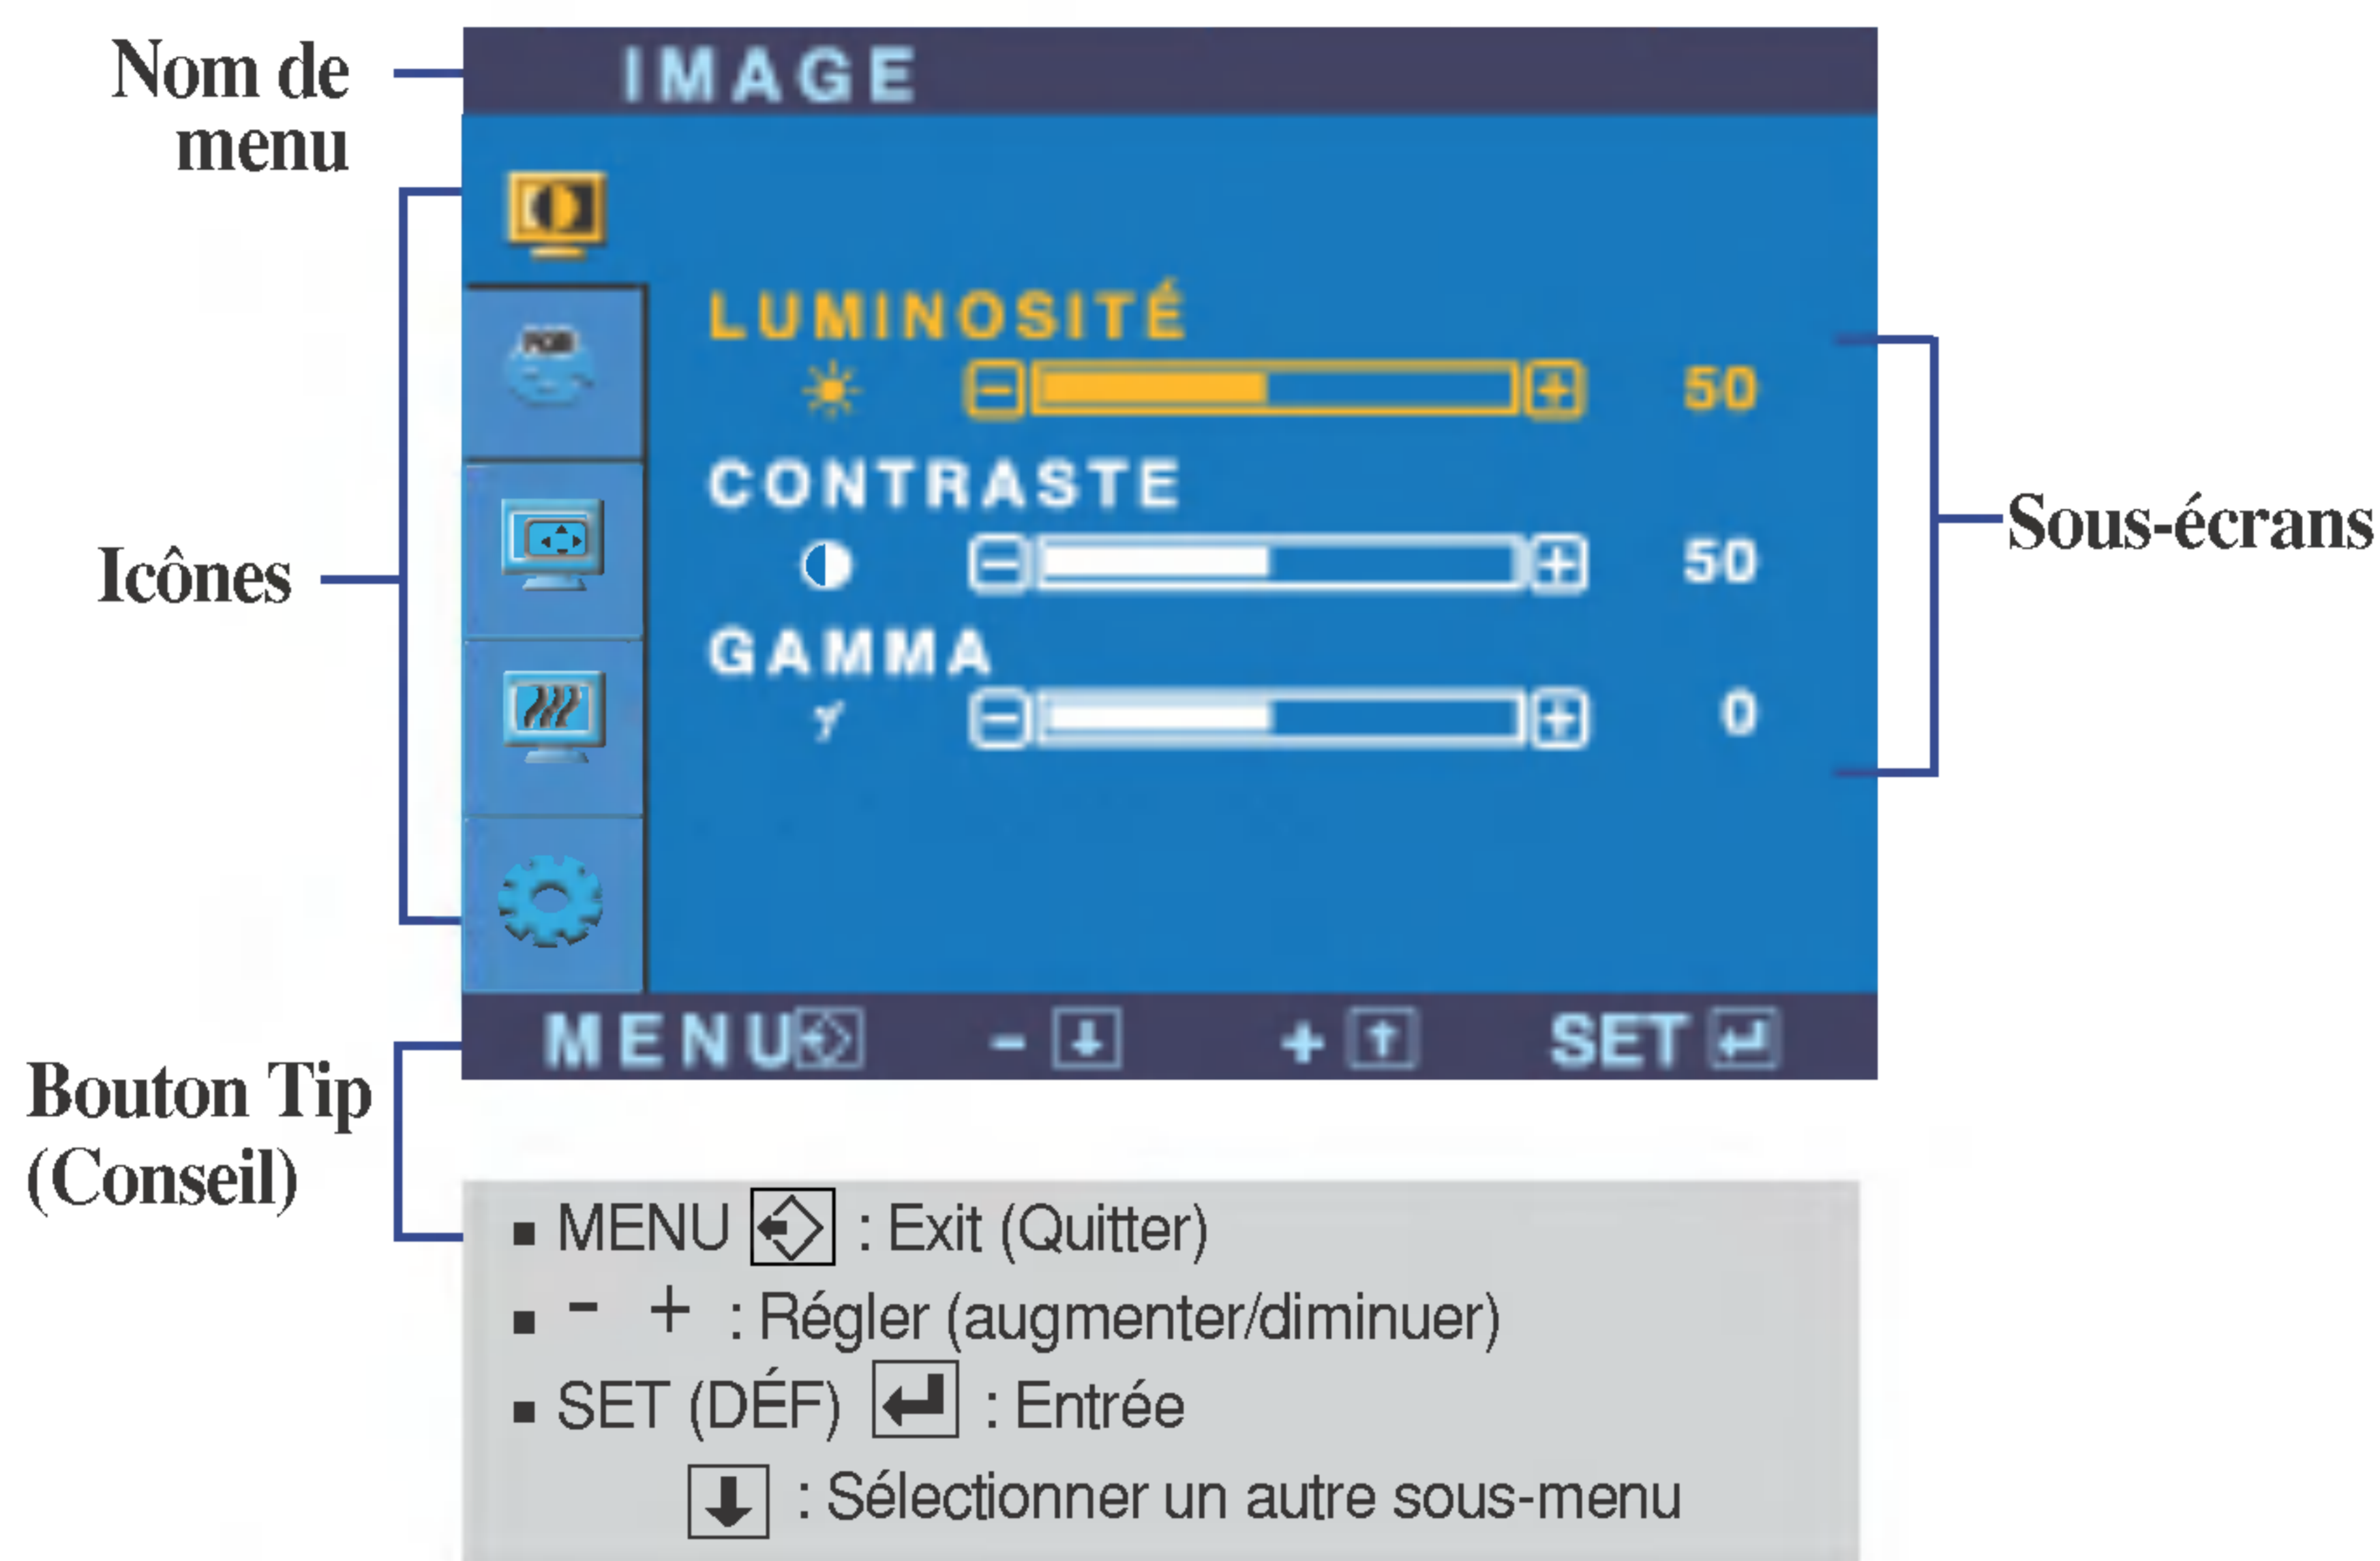 Nom de
menu
IMAGE
LUMINOSITÉ
50
CONTRASTE
50
GAMMA
0
Icônes
Sous-écrans
MENU - + SET
Bouton Tip
(Conseil)
▪ MENU : Exit (Quitter)
▪ - + : Régler (augmenter/diminuer)
▪ SET (DÉF) : Entrée
: Sélectionner un autre sous-menu